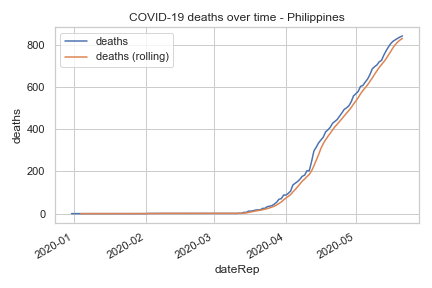 COVID-19 deaths over time - Philippines
deaths
deaths (rolling)
800
600
400
200
0
deaths
2020-01
2020-02
2020-03
2020-04
2020-05
dateRep